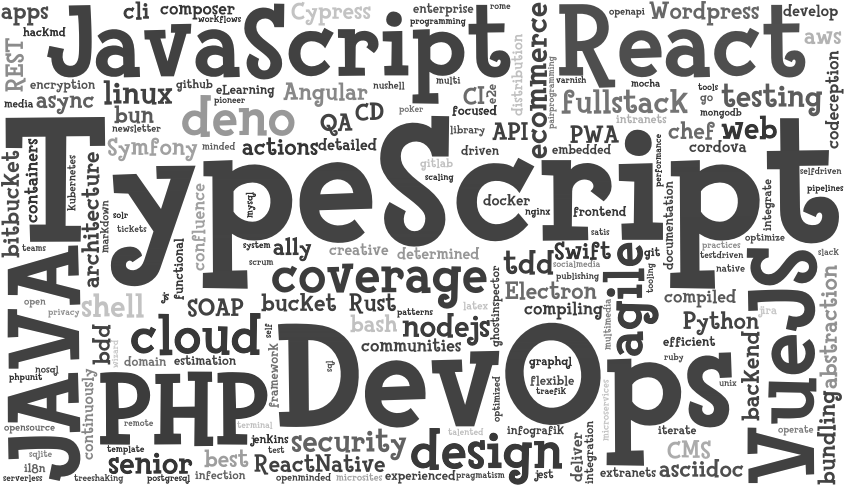 apps
cli
composer
workflows
Cypress
enterprise
programming
rome
openapi
Wordpress
develop
hacKmd
JavaScript
React
aws
REST
encryption
github
eLearning
pioneer
nushell
multi
distribution
ecommerce
varnish
mocha
tools
go
testing
mongodb
codeception
media
async
linux
bun
newsletter
Angular
deno
poker
CI
e2e
focused
pairprogramming
fullstack
intranets
QA
CD
library
API
PWA
chef
web
cordova
Symfony
minded
actions
detailed
gitlab
scaling
driven
embedded
performance
selfdriven
pipelines
bitbucket
containers
kubernetes
TypeScript
architecture
markdown
solr
tickets
confluence
mysql
docker
nginx
frontend
satis
documentation
integrate
optimize
teams
functional
system
scrum
ally
creative
determined
tdd
Swift
socialmedia
publishing
agile
git
tooling
practices
testdriven
native
slack
JAVA
open
privacy
shell
js
SOAP
coverage
bucket
Rust
patterns
latex
ghostinspector
Electron
compiling
multimedia
compiled
VueJS
jira
abstraction
bdd
wizard
cloud
self
bash
nodejs
communities
Python
efficient
ruby
nosql
phpunit
domain
estimation
framework
sql
DevOps
graphql
flexible
traefik
backend
unix
continuously
PHP
remote
terminal
optimized
microservices
opensource
sqlite
i18n
serverless
template
treeshaking
senior
postgresql
jenkins
test
best
infection
security
ReactNative
openminded
microsites
talented
design
experienced
pragmatism
infografik
jest
deliver
integration
iterate
CMS
extranets
asciidoc
operate
bundling